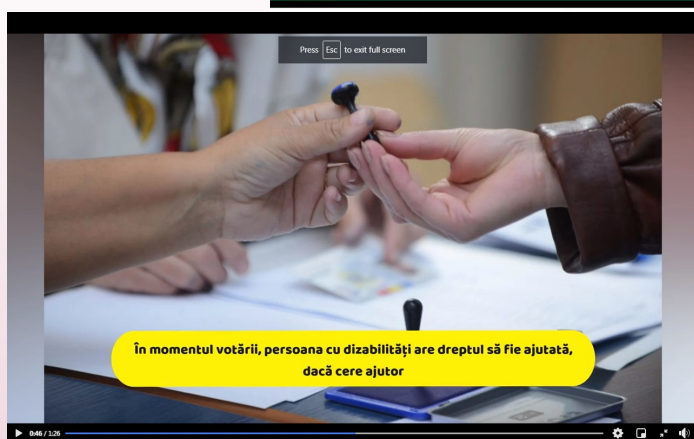 Press Esc to exit full screen
În momentul votării, persoana cu dizabilități are dreptul să fie ajutată,
dacă cere ajutor
0:46 / 1:26